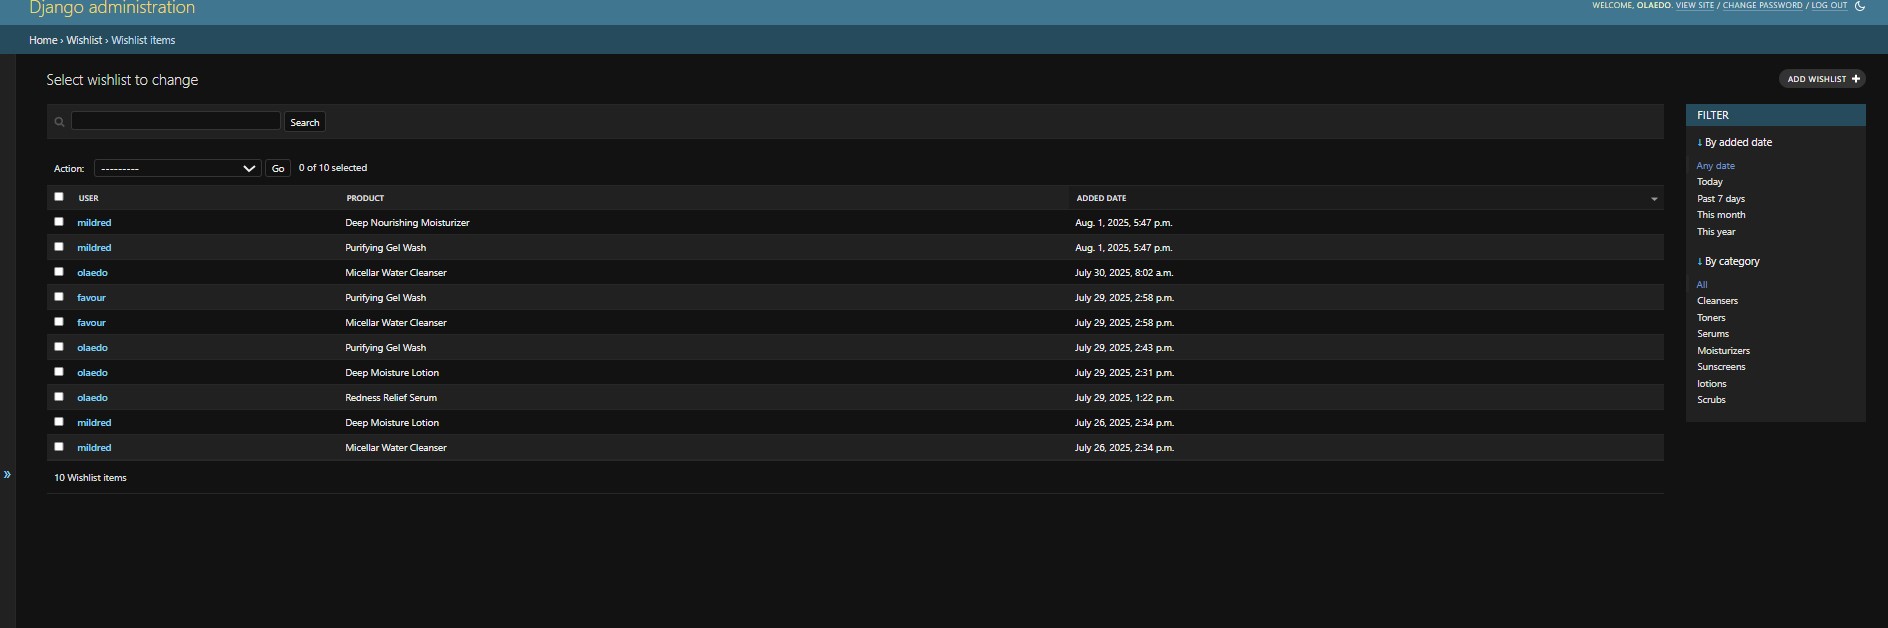 Django administration
WELCOME, OLAEDO. VIEW SITE / CHANGE PASSWORD / LOG OUT
Home › Wishlist › Wishlist items
Select wishlist to change
ADD WISHLIST +
Search
Action: --------- Go 0 of 10 selected
USER PRODUCT ADDED DATE
mildred Deep Nourishing Moisturizer Aug. 1, 2025, 5:47 p.m.
mildred Purifying Gel Wash Aug. 1, 2025, 5:47 p.m.
olaedo Micellar Water Cleanser July 30, 2025, 8:02 a.m.
favour Purifying Gel Wash July 29, 2025, 2:58 p.m.
favour Micellar Water Cleanser July 29, 2025, 2:58 p.m.
olaedo Purifying Gel Wash July 29, 2025, 2:43 p.m.
olaedo Deep Moisture Lotion July 29, 2025, 2:31 p.m.
olaedo Redness Relief Serum July 29, 2025, 1:22 p.m.
mildred Deep Moisture Lotion July 26, 2025, 2:34 p.m.
mildred Micellar Water Cleanser July 26, 2025, 2:34 p.m.
10 Wishlist items
»
FILTER
↓ By added date
Any date
Today
Past 7 days
This month
This year
↓ By category
All
Cleansers
Toners
Serums
Moisturizers
Sunscreens
lotions
Scrubs